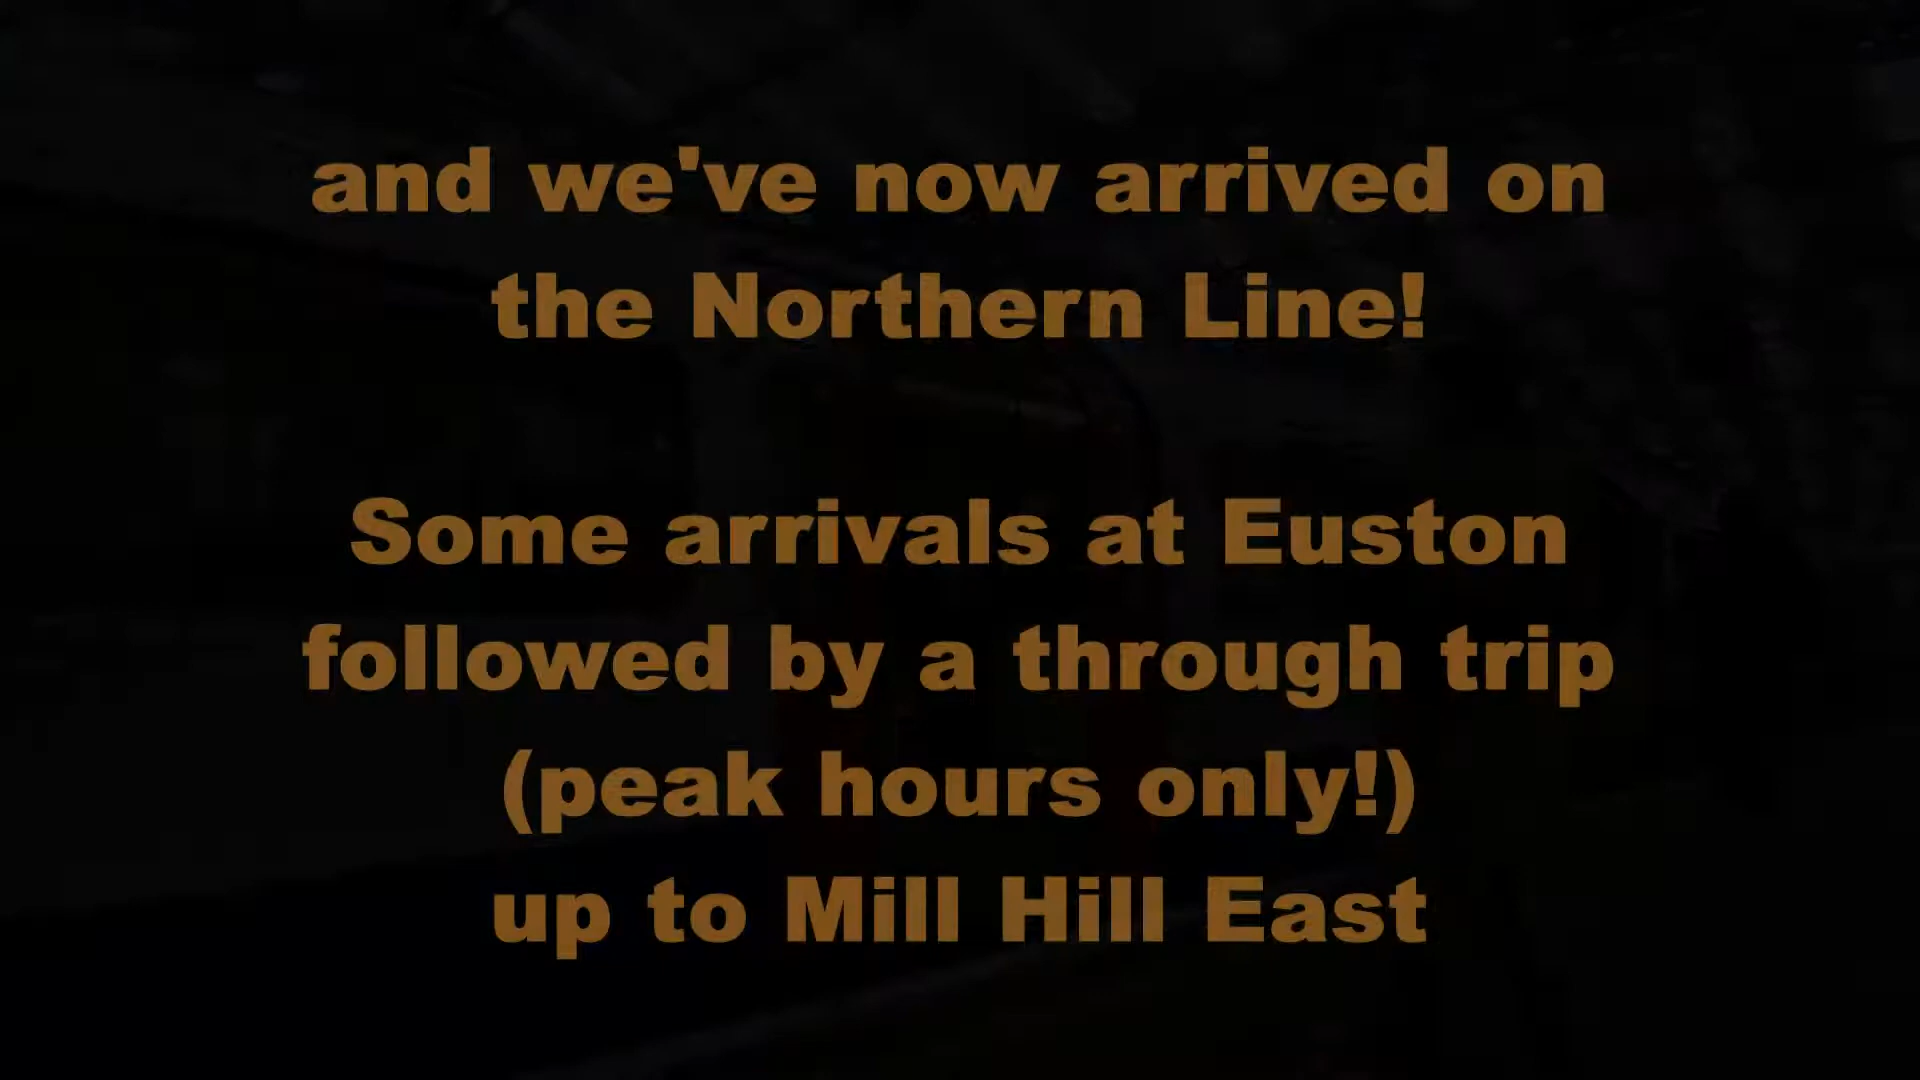 and we've now arrived on
the Northern Line!
Some arrivals at Euston
followed by a through trip
(peak hours only!)
up to Mill Hill East